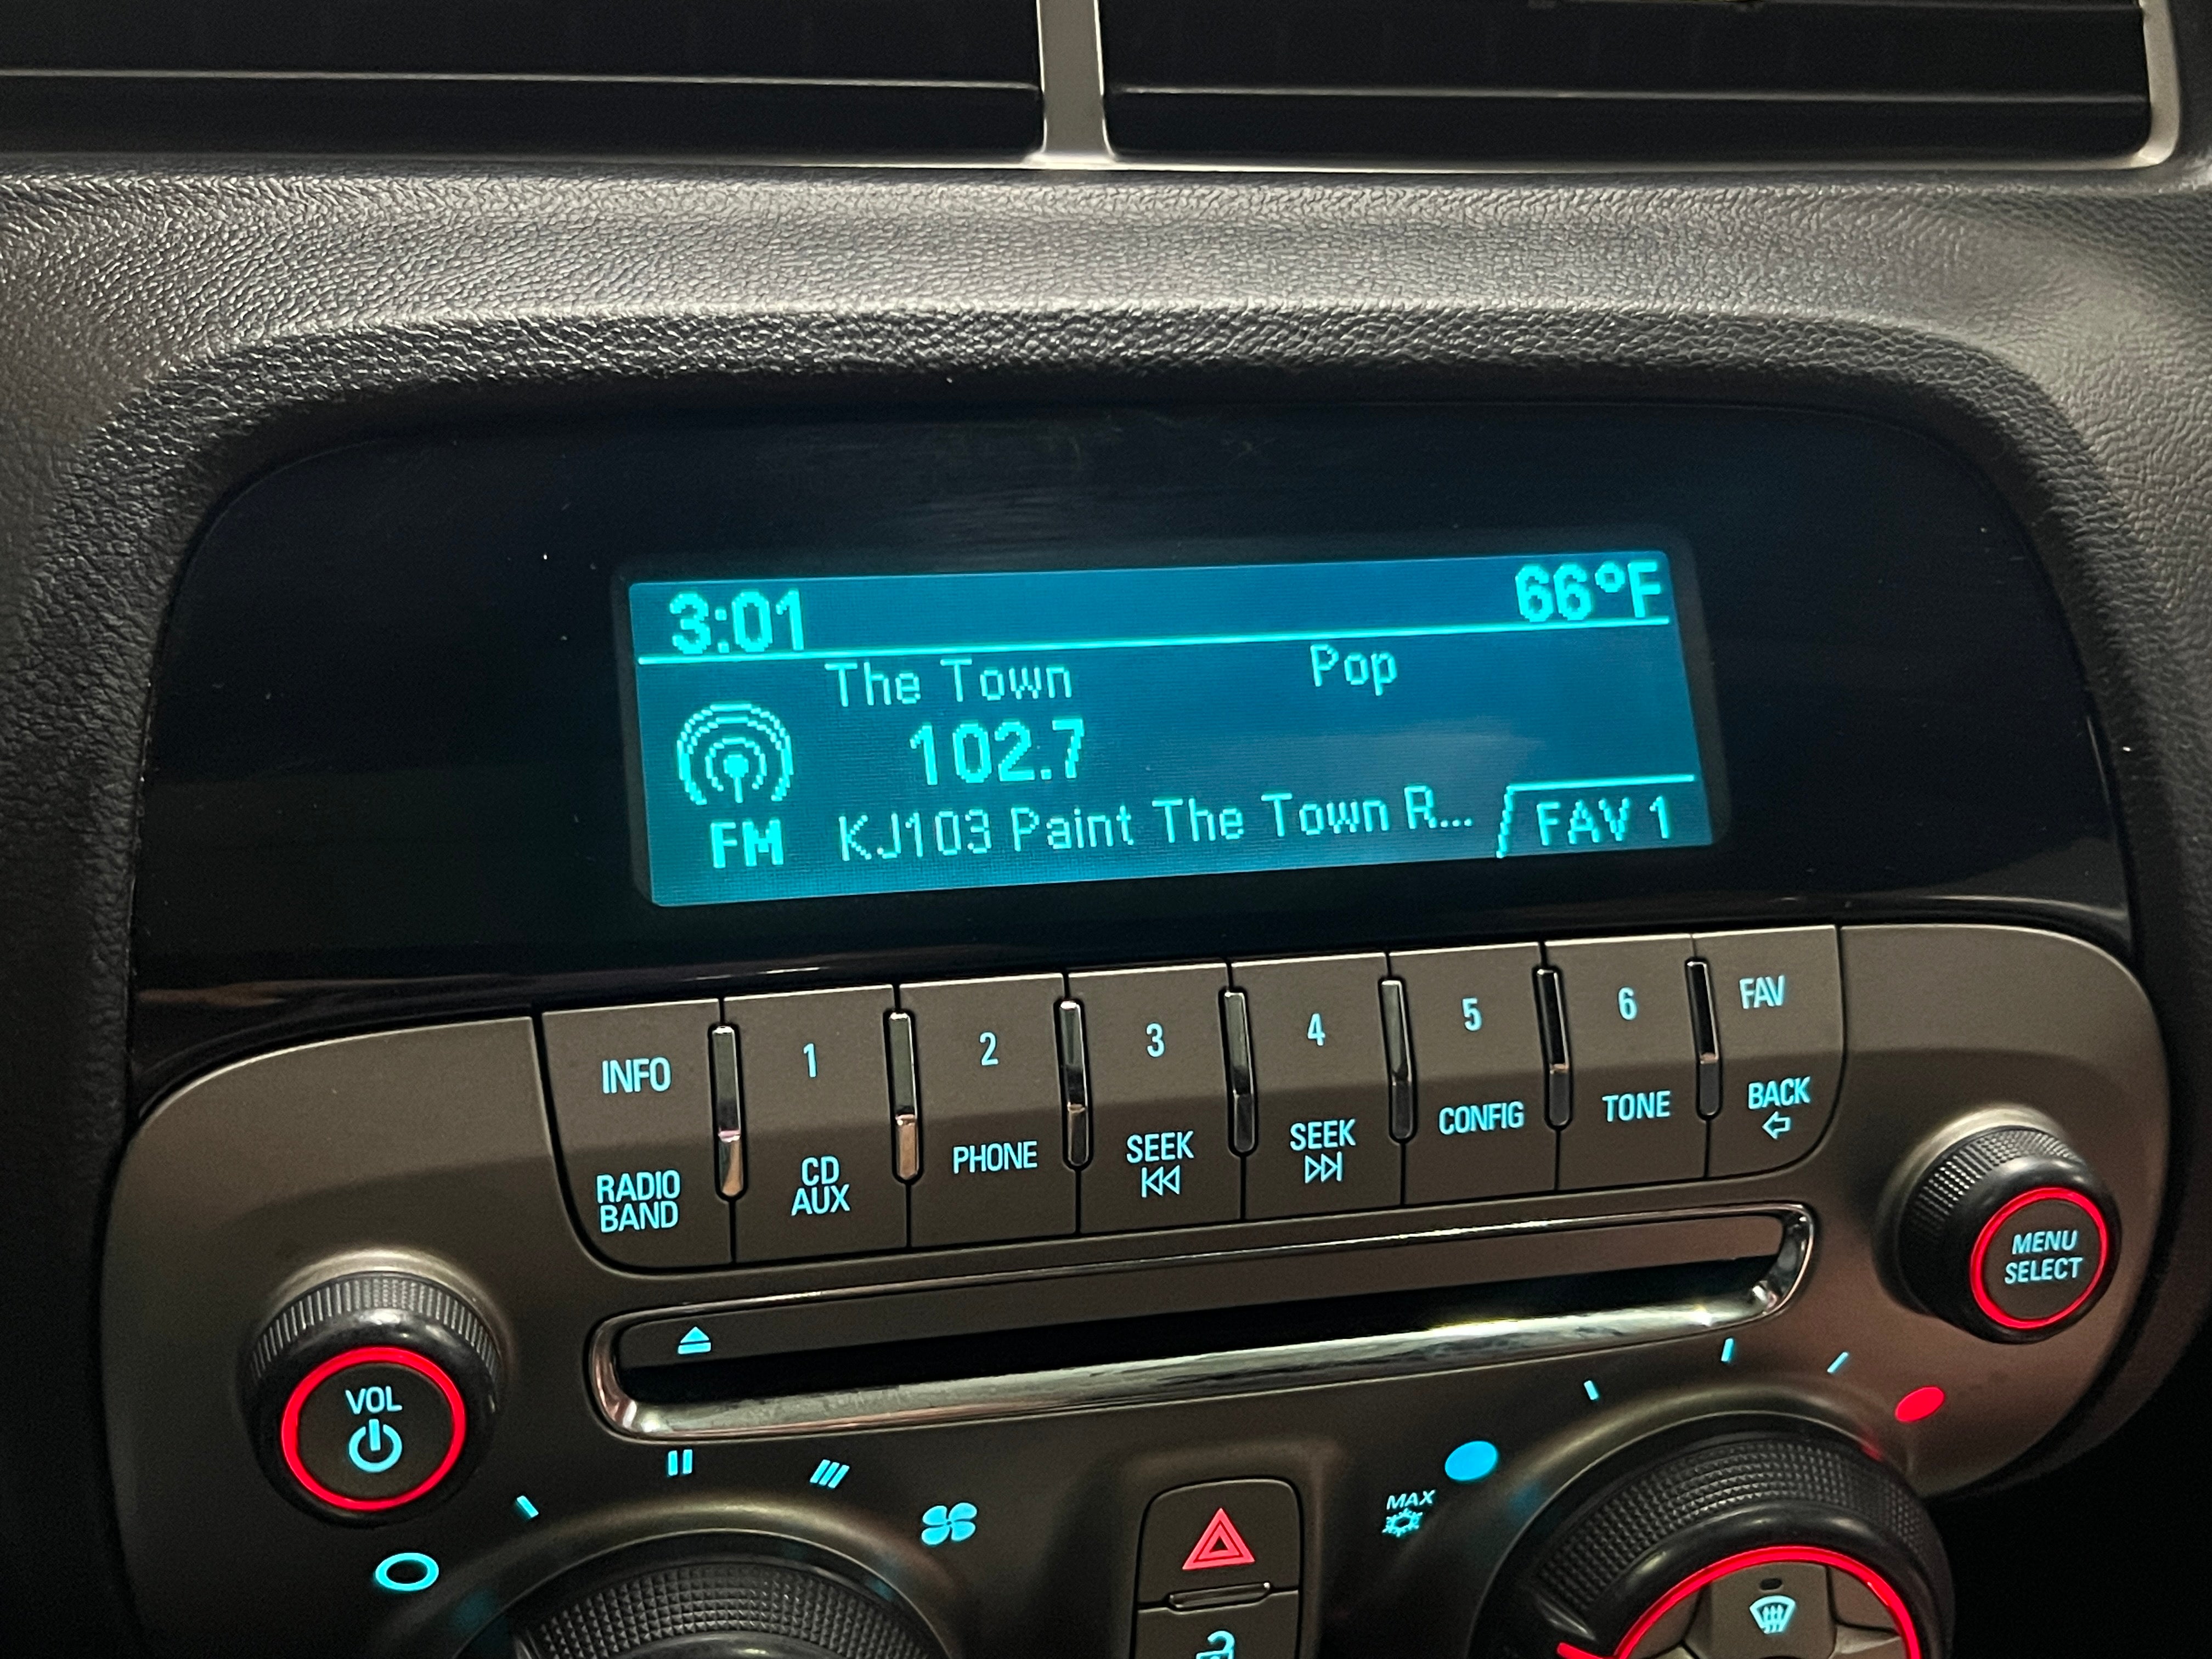 3:01 66°F
The Town Pop
102.7
FM KJ103 Paint The Town R... FAV 1
INFO 1 2 3 4 5 6 FAV
RADIO BAND CD AUX PHONE SEEK SEEK CONFIG TONE BACK
MENU
SELECT
VOL
MAX